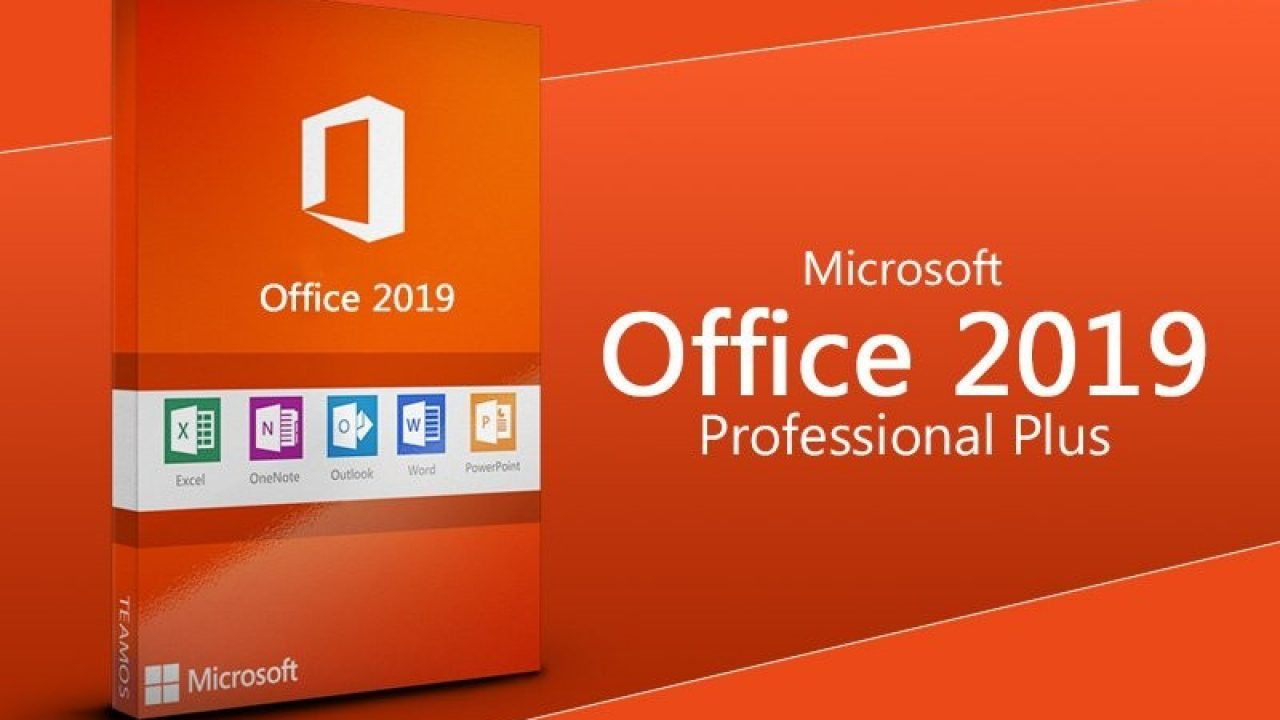 Office 2019
X
Excel
N
OneNote
O
Outlook
W
Word
P
PowerPoint
TEAMOS
Microsoft
Microsoft
Office 2019
Professional Plus